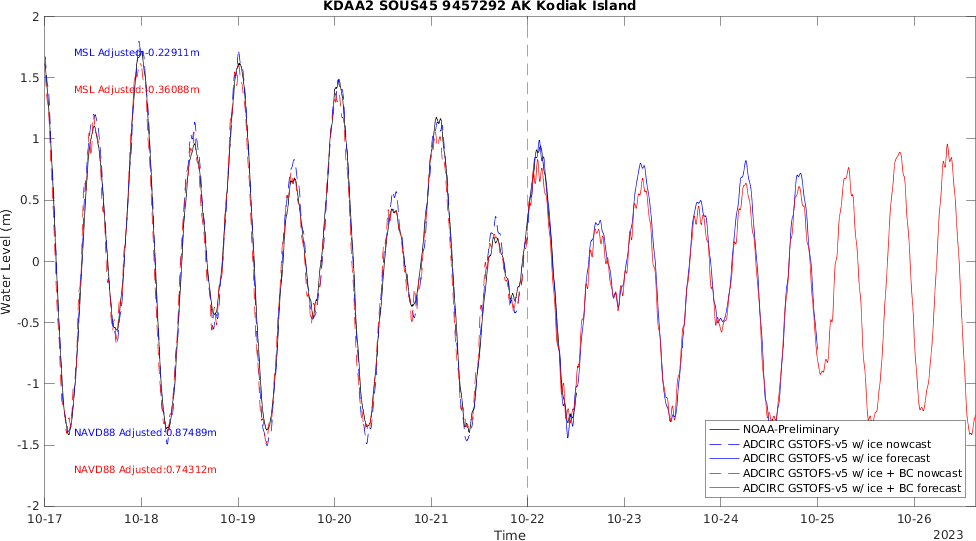 KDAA2 SOUS45 9457292 AK Kodiak Island
2
MSL Adjusted:-0.22911m
1.5
MSL Adjusted:-0.36088m
1
0.5
0
-0.5
-1
NAVD88 Adjusted:0.87489m
-1.5
NAVD88 Adjusted:0.74312m
-2
Water Level (m)
NOAA-Preliminary
ADCIRC GSTOFS-v5 w/ ice nowcast
ADCIRC GSTOFS-v5 w/ ice forecast
ADCIRC GSTOFS-v5 w/ ice + BC nowcast
ADCIRC GSTOFS-v5 w/ ice + BC forecast
10-17 10-18 10-19 10-20 10-21 10-22 10-23 10-24 10-25 10-26
Time
2023